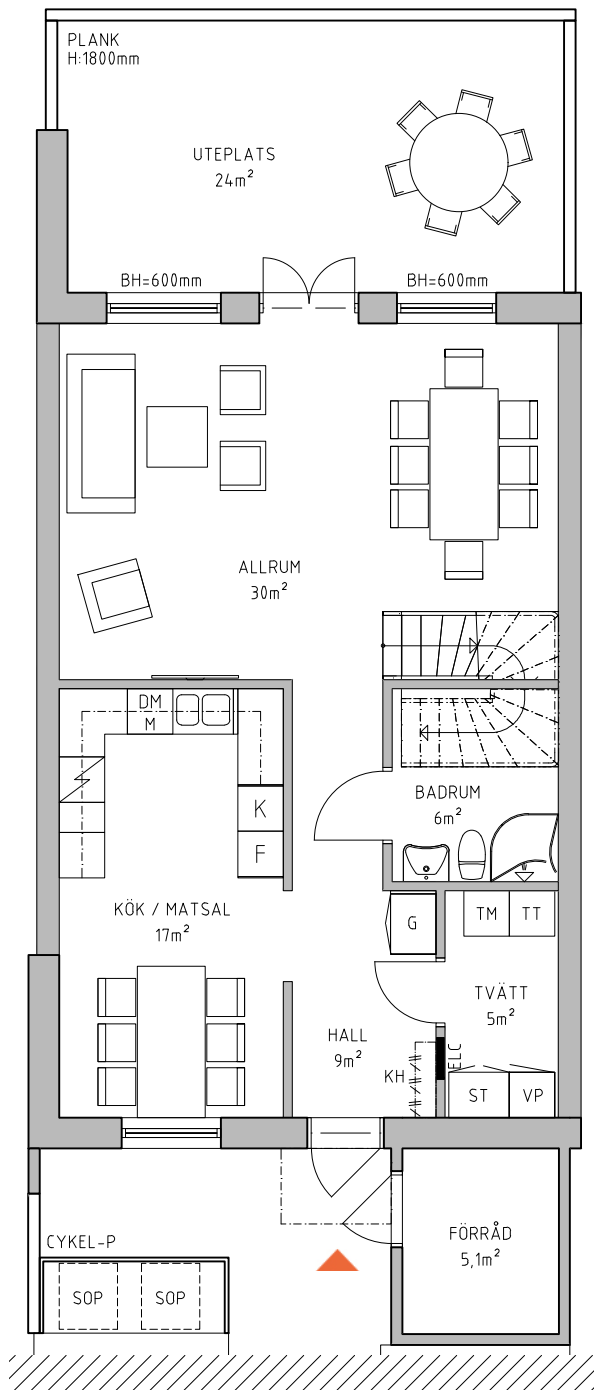 PLANK
H:1800mm
UTEPLATS
24m²
BH=600mm
BH=600mm
ALLRUM
30m²
DM
M
K
F
BADRUM
6m²
KÖK / MATSAL
17m²
G
TM
TT
TVÄTT
5m²
HALL
9m²
KH
ELC
ST
VP
CYKEL-P
SOP
SOP
FÖRRÅD
5,1m²